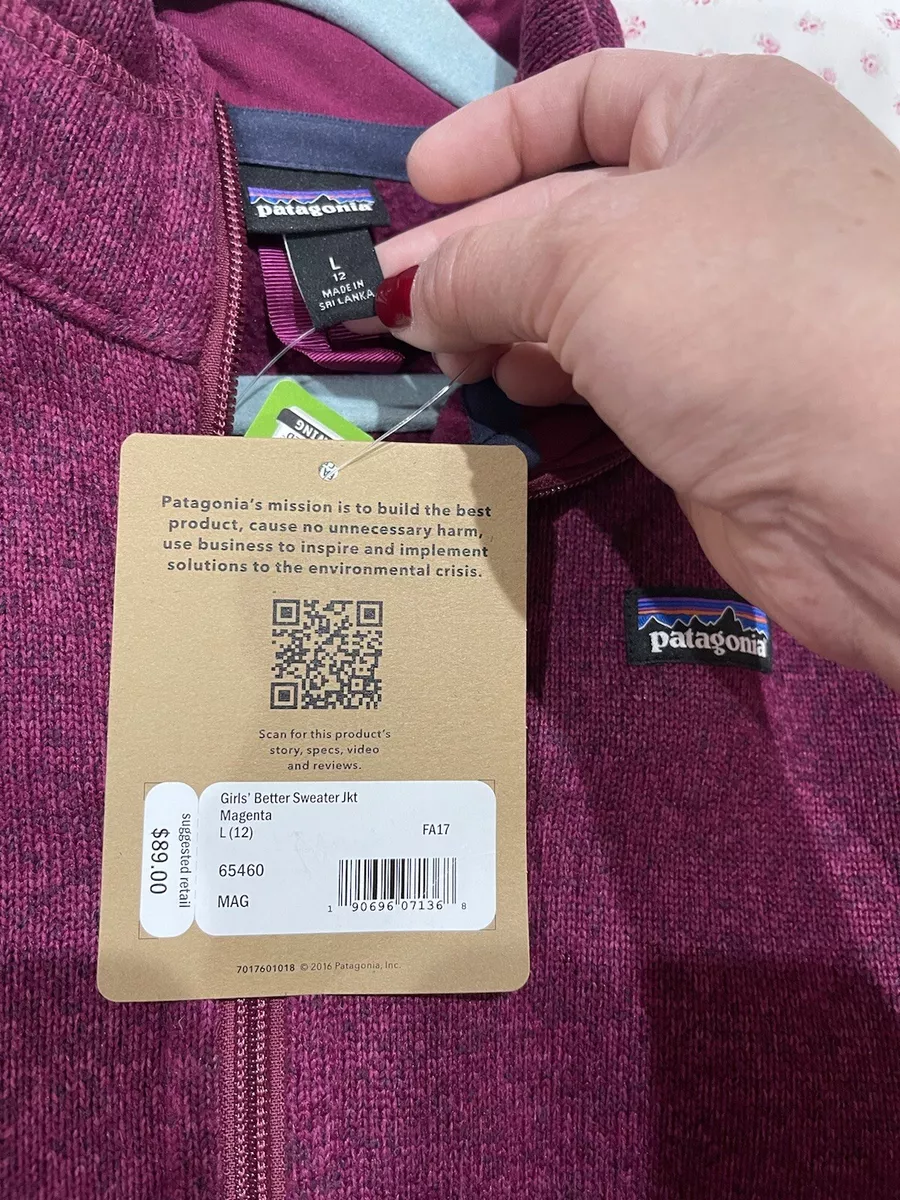 patagonia
L
12
MADE IN
SRI LANKA
Patagonia's mission is to build the best
product, cause no unnecessary harm,
use business to inspire and implement
solutions to the environmental crisis.
Scan for this product's
story, specs, video
and reviews.
Girls' Better Sweater Jkt
Magenta
L (12)
FA17
65460
MAG
1 90696 07136 8
suggested retail
$89.00
7017601018 © 2016 Patagonia, Inc.
patagonia